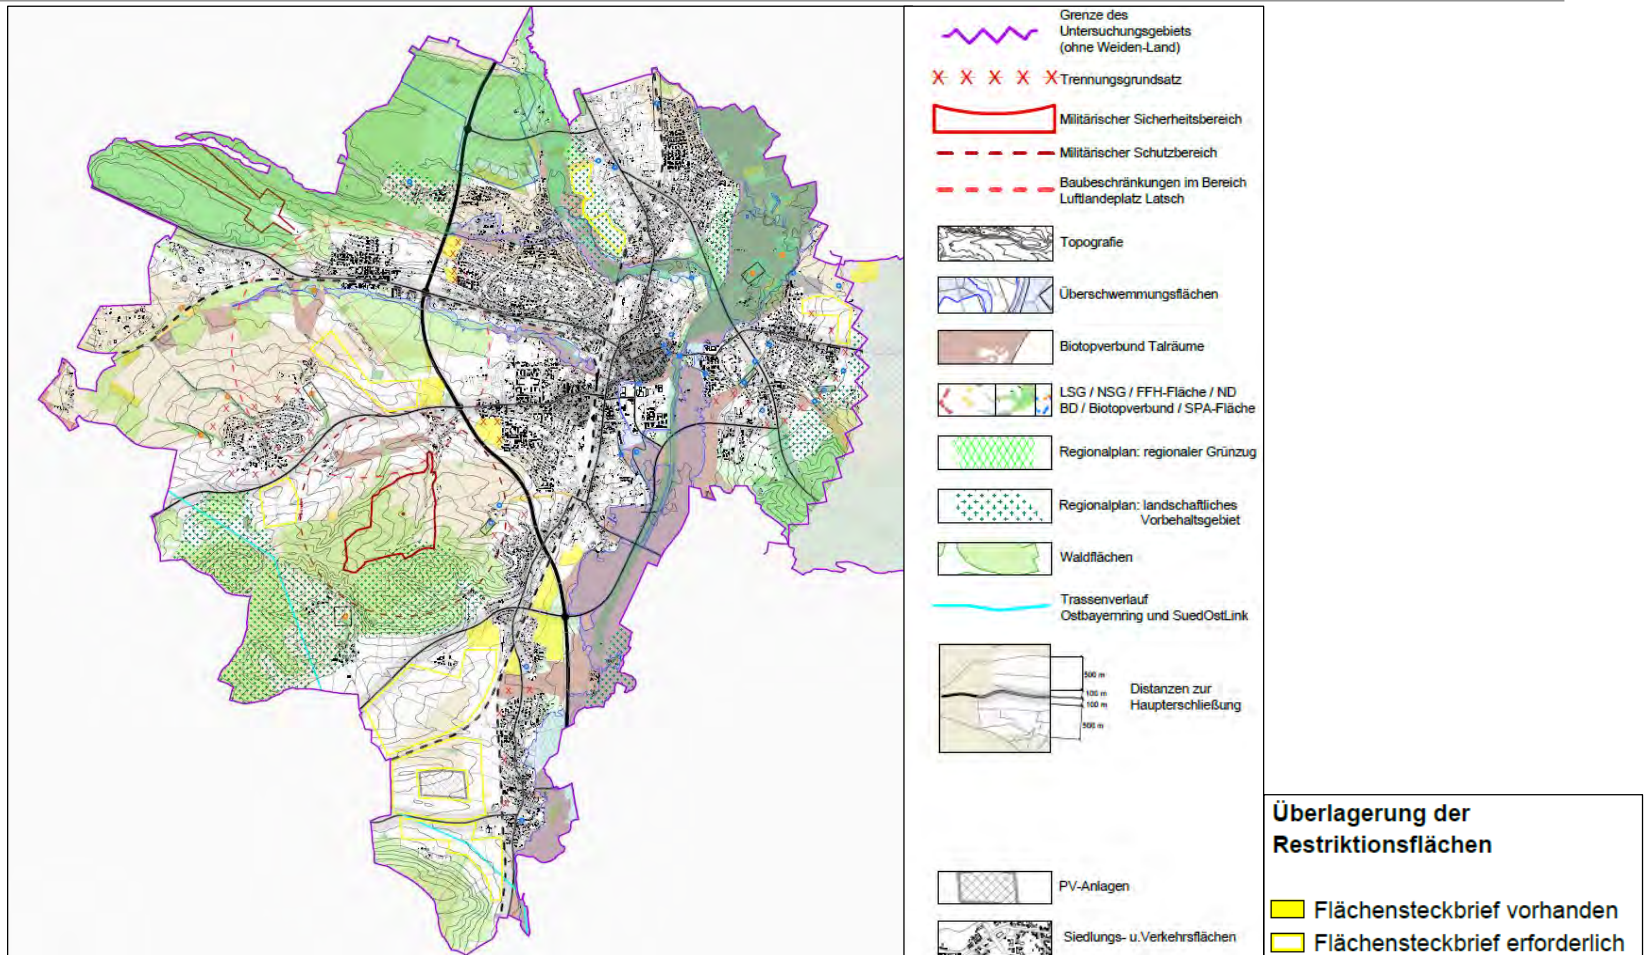 Grenze des
Untersuchungsgebiets
(ohne Weiden-Land)
Trennungsgrundsatz
Militärischer Sicherheitsbereich
Militärischer Schutzbereich
Baubeschränkungen im Bereich
Luftlandeplatz Latsch
Topografie
Überschwemmungsflächen
Biotopverbund Talräume
LSG / NSG / FFH-Fläche / ND
BD / Biotopverbund / SPA-Fläche
Regionalplan: regionaler Grünzug
Regionalplan: landschaftliches
Vorbehaltsgebiet
Waldflächen
Trassenverlauf
Ostbayernring und SuedOstLink
500 m
100 m
100 m
500 m
Distanzen zur
Haupterschließung
PV-Anlagen
Siedlungs- u.Verkehrsflächen
Überlagerung der
Restriktionsflächen
Flächensteckbrief vorhanden
Flächensteckbrief erforderlich